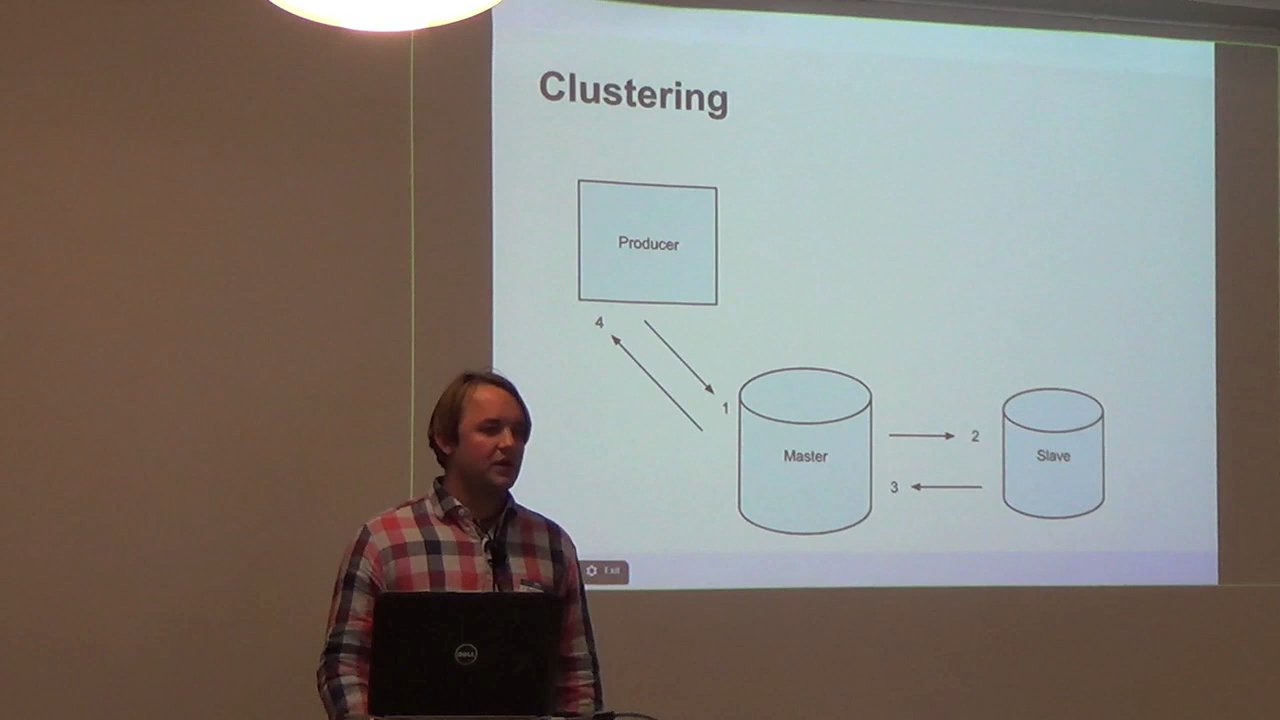 Clustering
Producer
4
1
Master
2
3
Slave
Exit
DELL